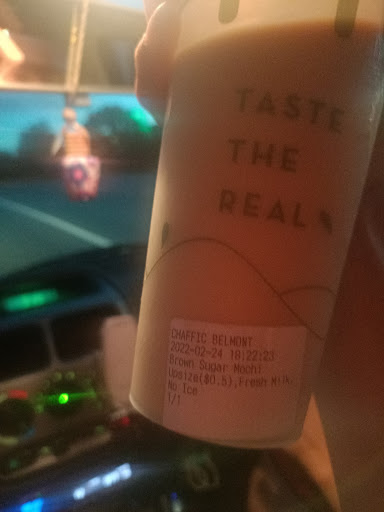 TASTE
THE
REAL
CHAFFIC BELMONT
2022-02-24 18:22:23
Brown Sugar Mochi
Upsize($0.5),Fresh Milk,
No Ice
1/1